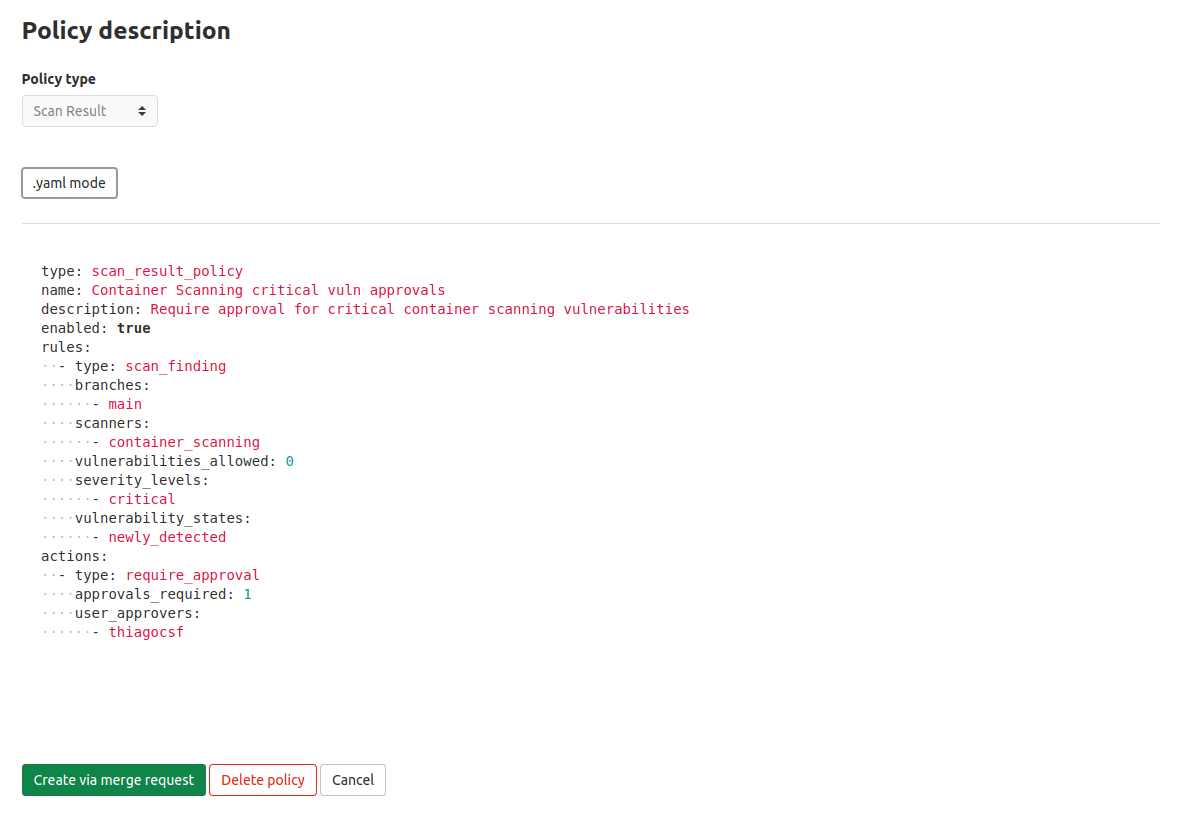 Policy description
Policy type
Scan Result
.yaml mode
type: scan_result_policy
name: Container Scanning critical vuln approvals
description: Require approval for critical container scanning vulnerabilities
enabled: true
rules:
··- type: scan_finding
····branches:
······- main
····scanners:
······- container_scanning
····vulnerabilities_allowed: 0
····severity_levels:
······- critical
····vulnerability_states:
······- newly_detected
actions:
··- type: require_approval
····approvals_required: 1
····user_approvers:
······- thiagocsf
Create via merge request Delete policy Cancel